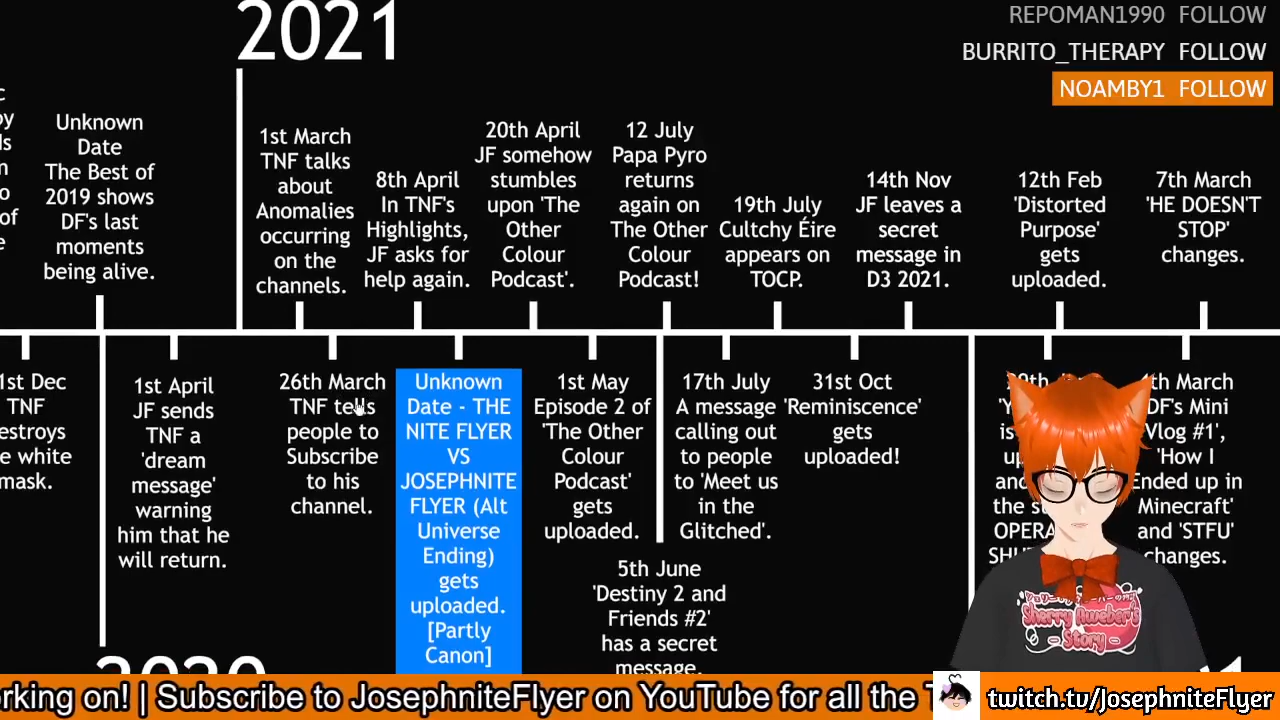 2021
REPOMAN1990 FOLLOW
BURRITO_THERAPY FOLLOW
NOAMBY1 FOLLOW
Unknown
Date
The Best of
2019 shows
DF's last
moments
being alive.
1st March
TNF talks
about
Anomalies
occurring
on the
channels.
8th April
In TNF's
Highlights,
JF asks for
help again.
20th April
JF somehow
stumbles
upon 'The
Other
Colour
Podcast'.
12 July
Papa Pyro
returns
again on
The Other
Colour
Podcast!
19th July
Cultchy Éire
appears on
TOCP.
14th Nov
JF leaves a
secret
message in
D3 2021.
12th Feb
'Distorted
Purpose'
gets
uploaded.
7th March
'HE DOESN'T
STOP'
changes.
1st Dec
TNF
estroys
e white
mask.
1st April
JF sends
TNF a
'dream
message'
warning
him that he
will return.
26th March
TNF tells
people to
Subscribe
to his
channel.
Unknown
Date - THE
NITE FLYER
VS
JOSEPHNITE
FLYER (Alt
Universe
Ending)
gets
uploaded.
[Partly
Canon]
1st May
Episode 2 of
'The Other
Colour
Podcast'
gets
uploaded.
5th June
'Destiny 2 and
Friends #2'
has a secret
message.
17th July
A message
calling out
to people
to 'Meet us
in the
Glitched'.
31st Oct
'Reminiscence'
gets
uploaded!
4th March
DF's Mini
Vlog #1',
'How I
Ended up in
Minecraft'
and 'STFU'
changes.
Sherry Aweber's
Story
orking on! | Subscribe to JosephniteFlyer on YouTube for all the T
twitch.tv/JosephniteFlyer